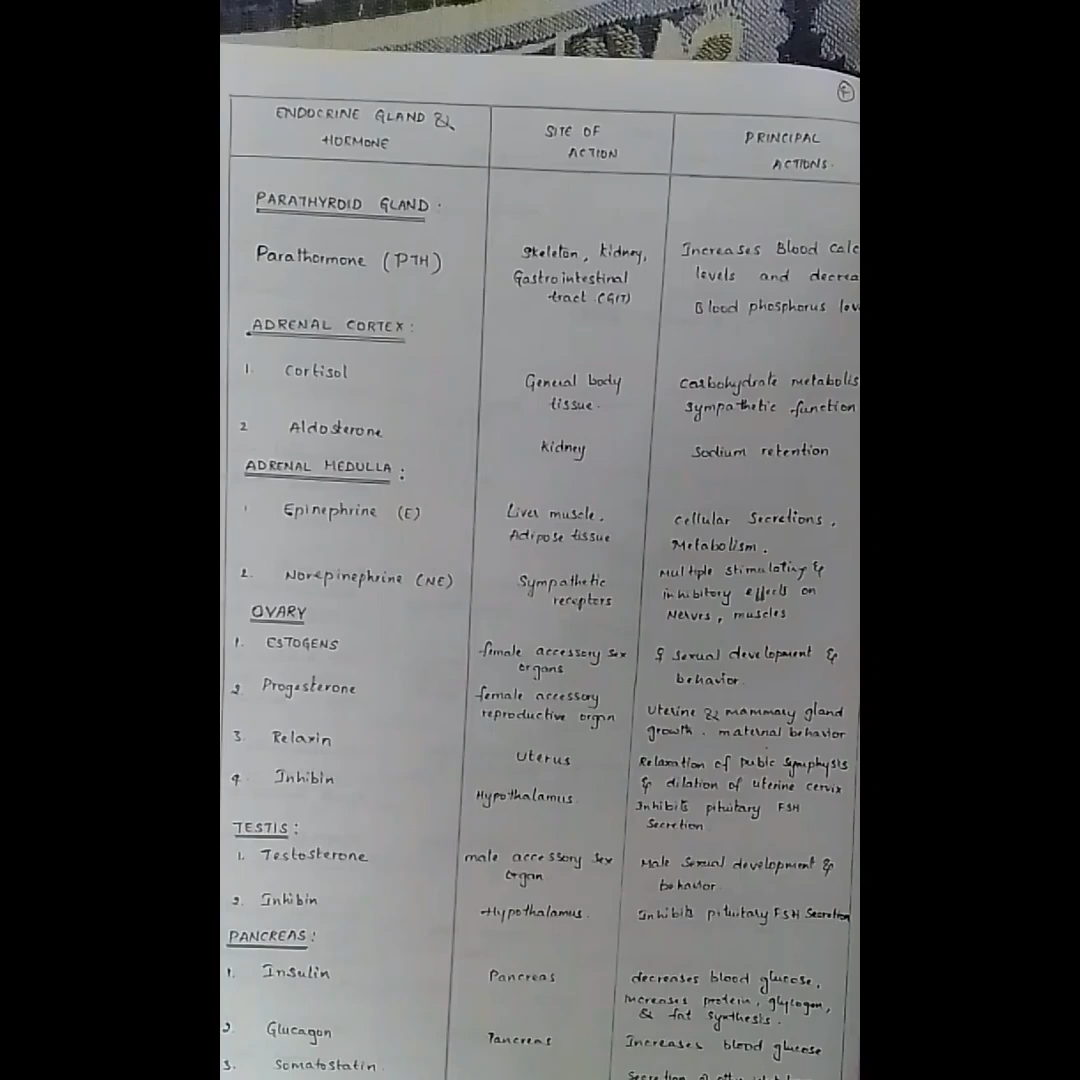 4
ENDOCRINE GLAND &
HORMONE
SITE OF
ACTION
PRINCIPAL
ACTIONS.
PARATHYROID GLAND.
Parathormone (PTH)
Skeleton, kidney,
Gastrointestinal
tract (GIT)
Increases Blood Calc
levels and decrea
Blood phosphorus lev
ADRENAL CORTEX:
1. Cortisol
General body
tissue.
Carbohydrate metabolis
Sympathetic function
2 Aldosterone
kidney
Sodium retention
ADRENAL MEDULLA:
1 Epinephrine (E)
Liver muscle.
Adipose tissue
Cellular Secretions,
Metabolism.
2. Norepinephrine (NE)
Sympathetic
receptors
Multiple stimulating &
inhibitory effects on
Nerves, muscles
OVARY
1. ESTOGENS
female accessory sex
organs
& Sexual development &
behavior.
2. Progesterone
female accessory
reproductive organ
Uterine & mammary gland
growth. maternal behavior
3. Relaxin
Uterus
Relaxation of Pubic Symphysis
& dilation of uterine cervix
4. Inhibin
Hypothalamus.
Inhibits pituitary FSH
Secretion
TESTIS:
1. Testosterone
male accessory sex
organ
Male Sexual development &
behavior.
2. Inhibin
Hypothalamus.
Inhibits pituitary FSH Secretion
PANCREAS:
1. Insulin
Pancreas
decreases blood glucose,
increases protein, glycogen,
& fat synthesis.
2. Glucagon
Pancreas
Increases blood glucose
3. Somatostatin.
Secretion of